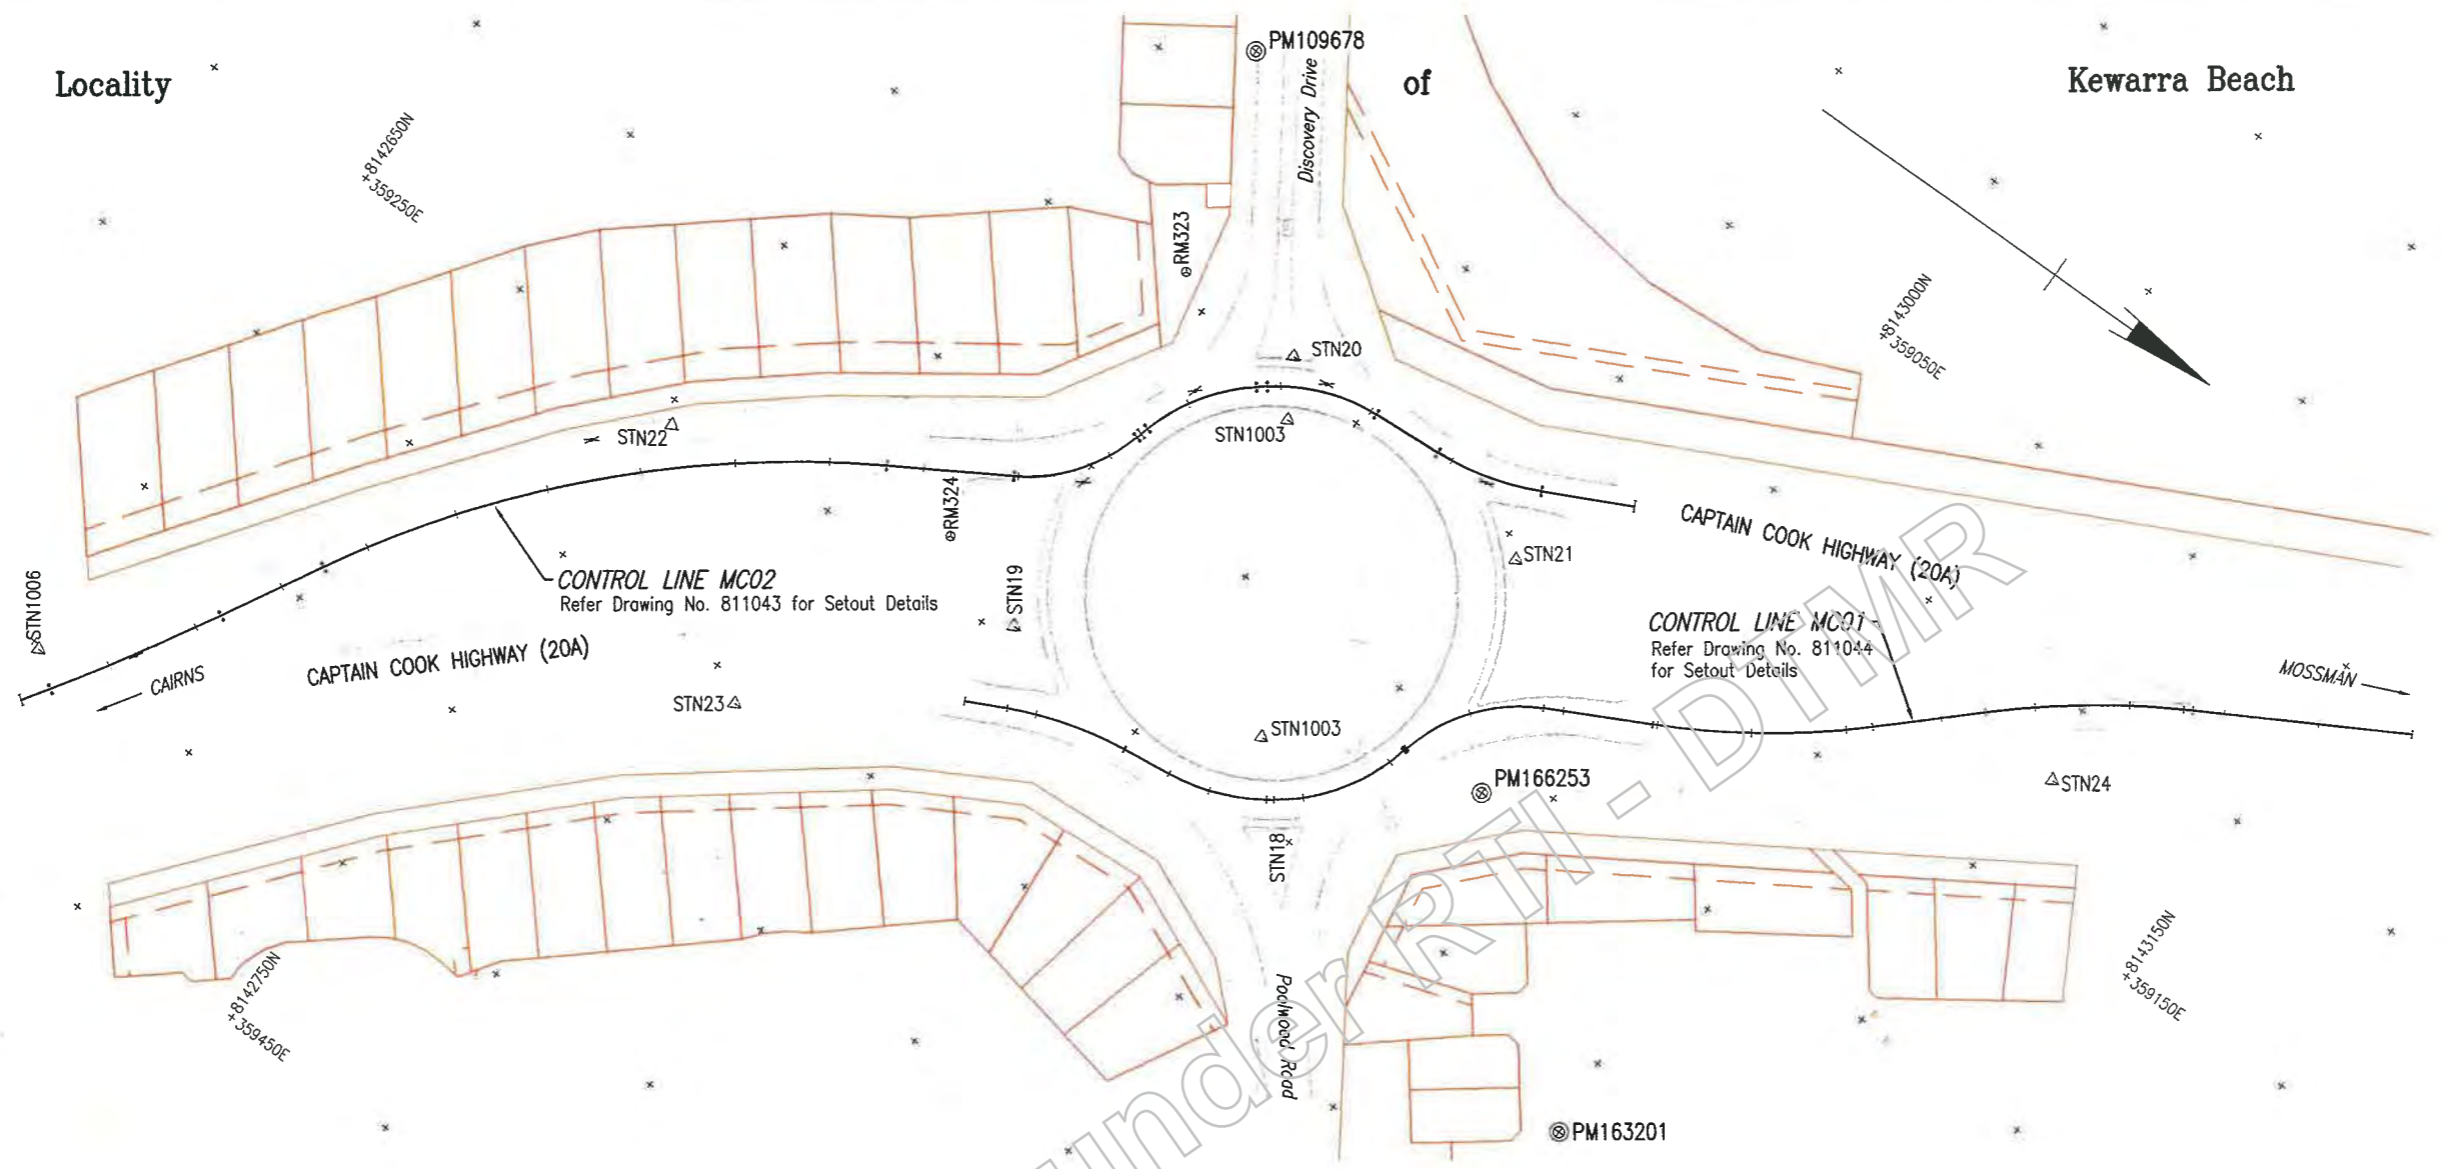 Locality of Kewarra Beach
PM109678
Discovery Drive
+8142650N
+359250E
RM323
+8143000N
+359050E
STN20
STN22
STN1003
RM324
STN19
STN21
CAPTAIN COOK HIGHWAY (20A)
STN1006
CONTROL LINE MC02
Refer Drawing No. 811043 for Setout Details
CONTROL LINE MC01
Refer Drawing No. 811044
for Setout Details
CAPTAIN COOK HIGHWAY (20A)
CAIRNS
MOSSMAN
STN23
STN1003
PM166253
STN24
STN18
+8142750N
+359450E
Poolwood Road
+8143150N
+359150E
PM163201
under RTI - DTMR